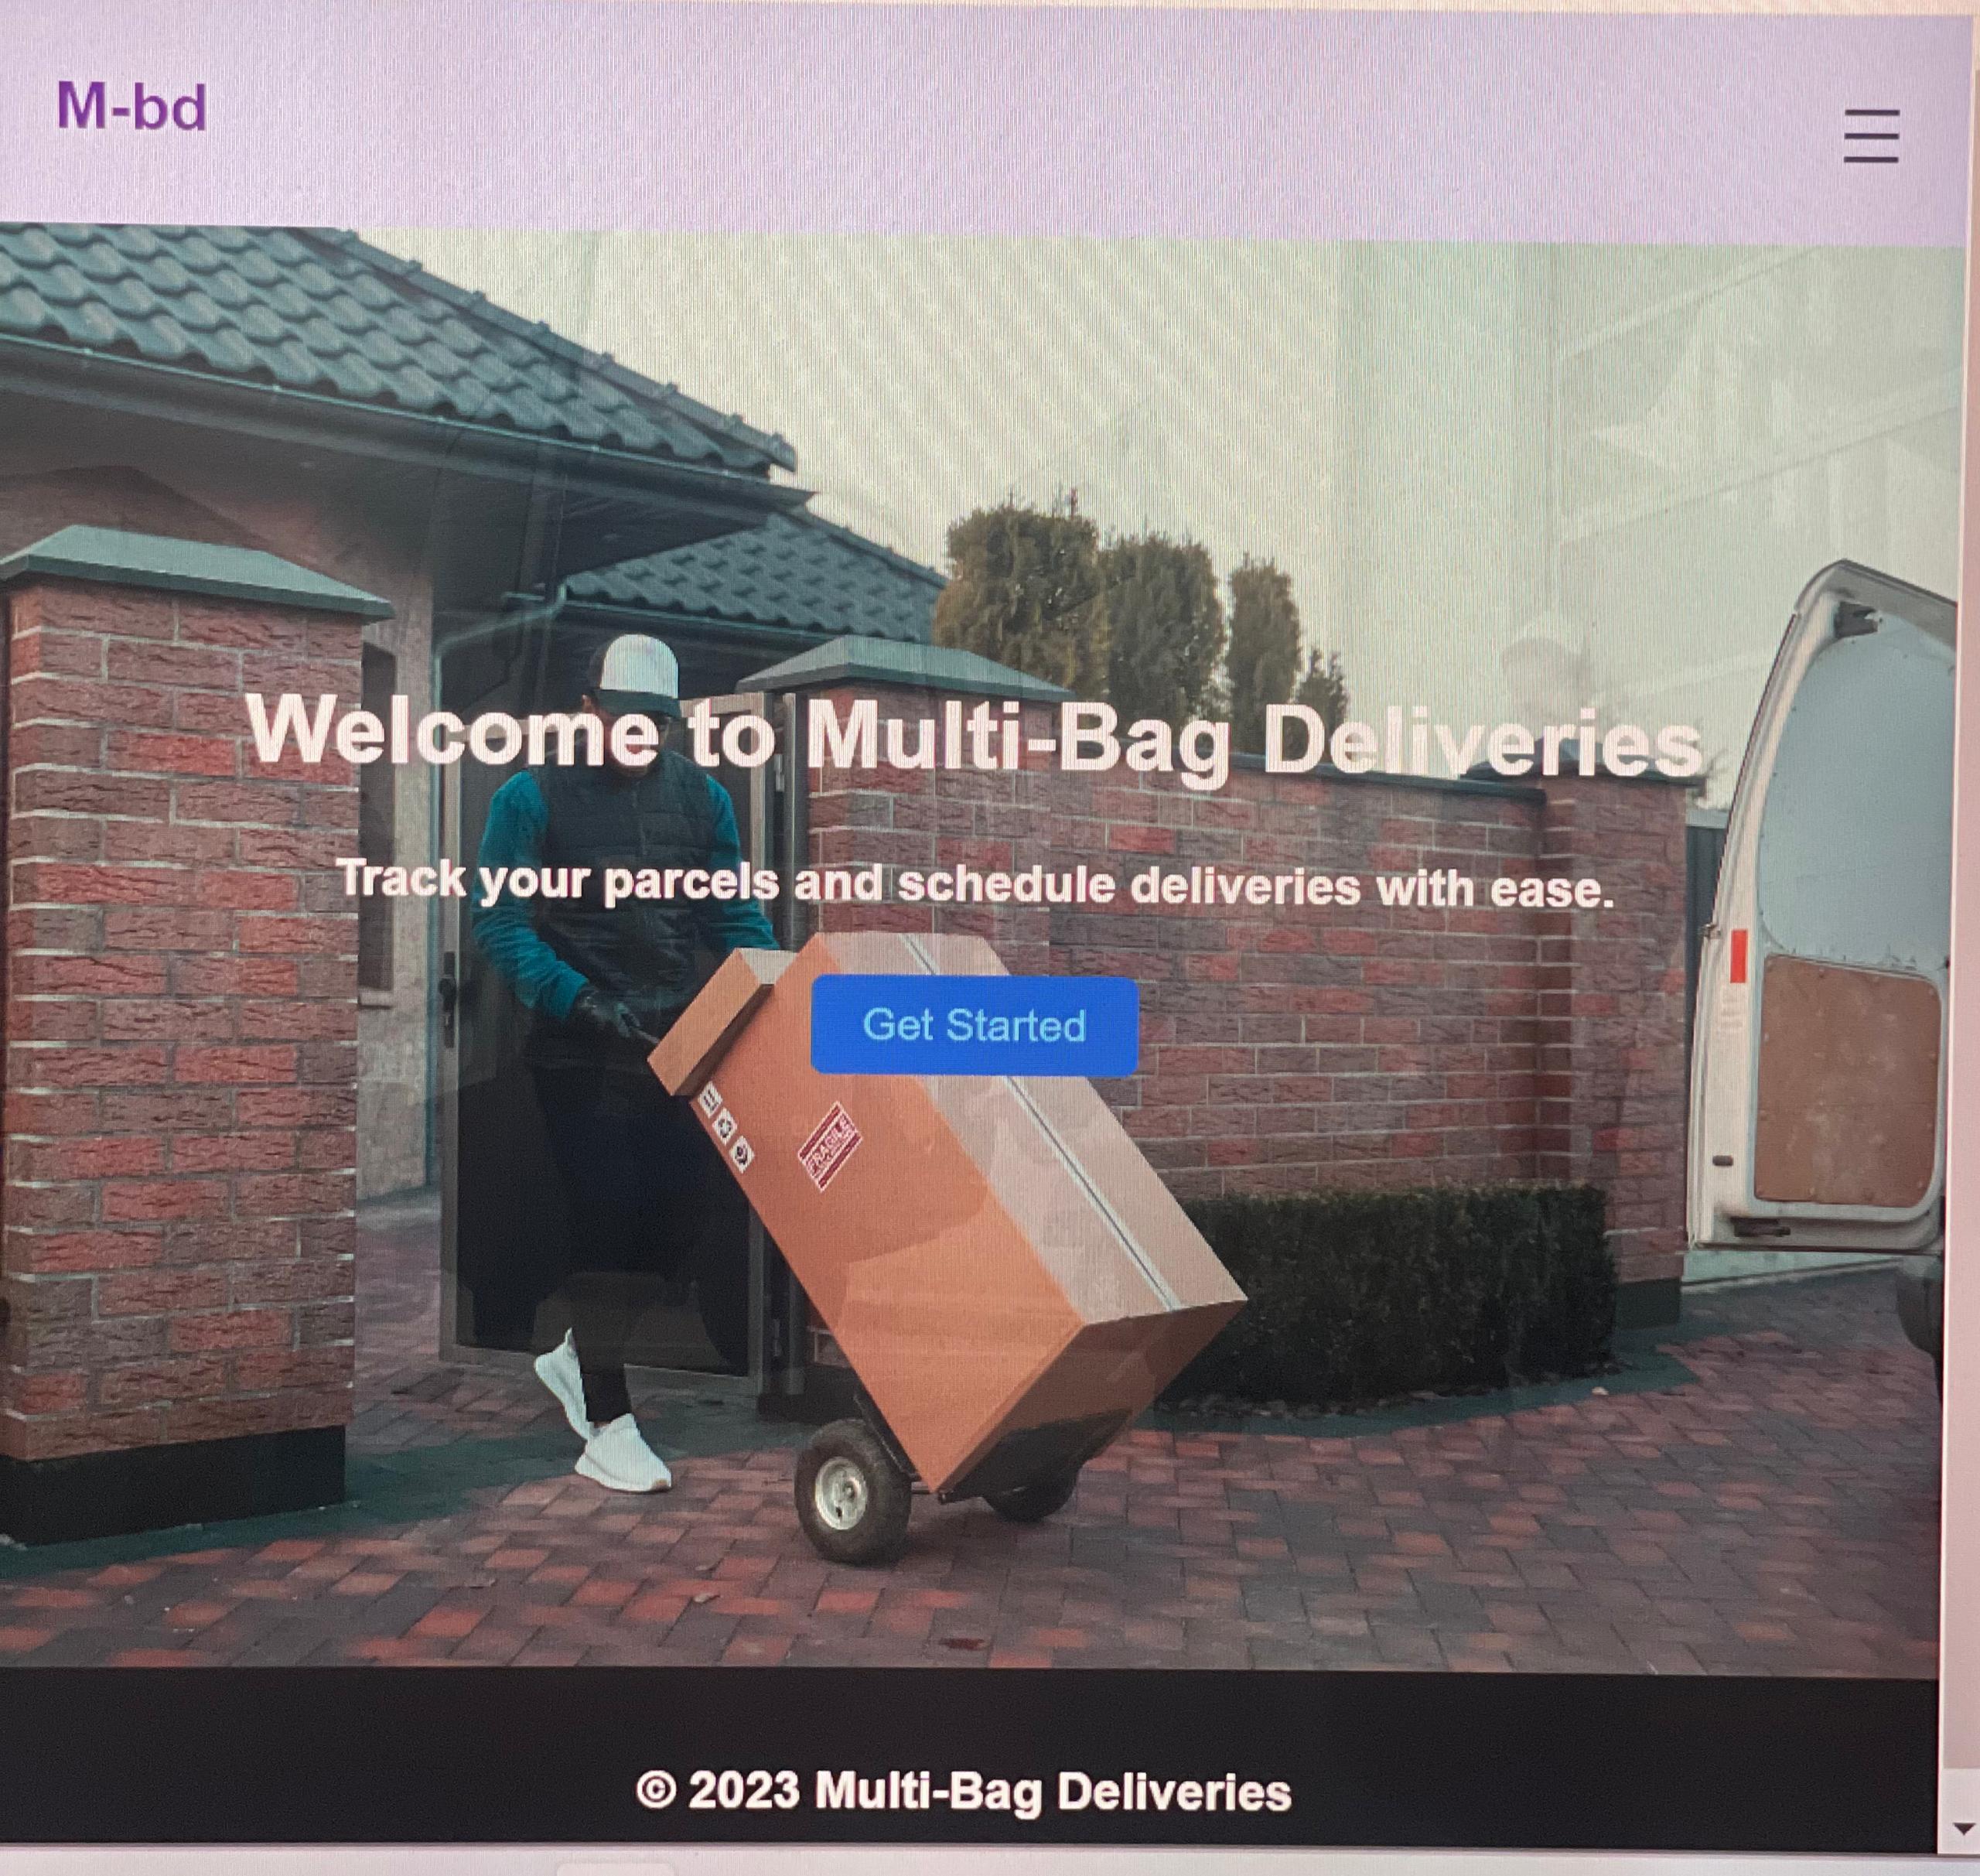 M-bd
Welcome to Multi-Bag Deliveries
Track your parcels and schedule deliveries with ease.
Get Started
FRAGILE
© 2023 Multi-Bag Deliveries